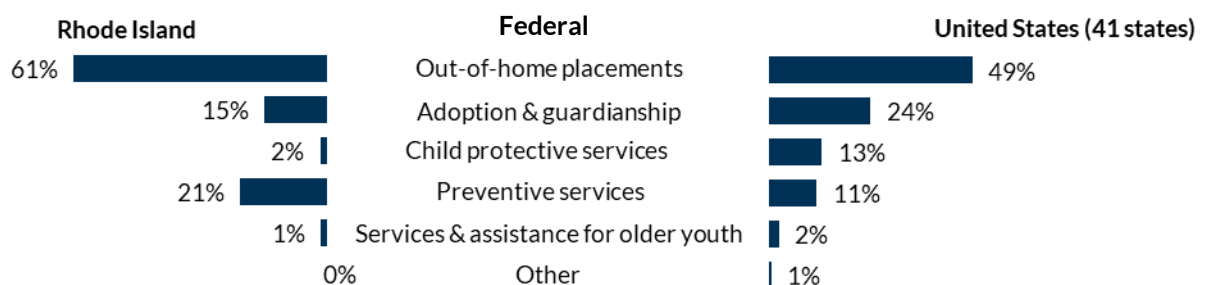 Rhode Island Federal United States (41 states)
61% Out-of-home placements 49%
15% Adoption & guardianship 24%
2% Child protective services 13%
21% Preventive services 11%
1% Services & assistance for older youth 2%
0% Other 1%